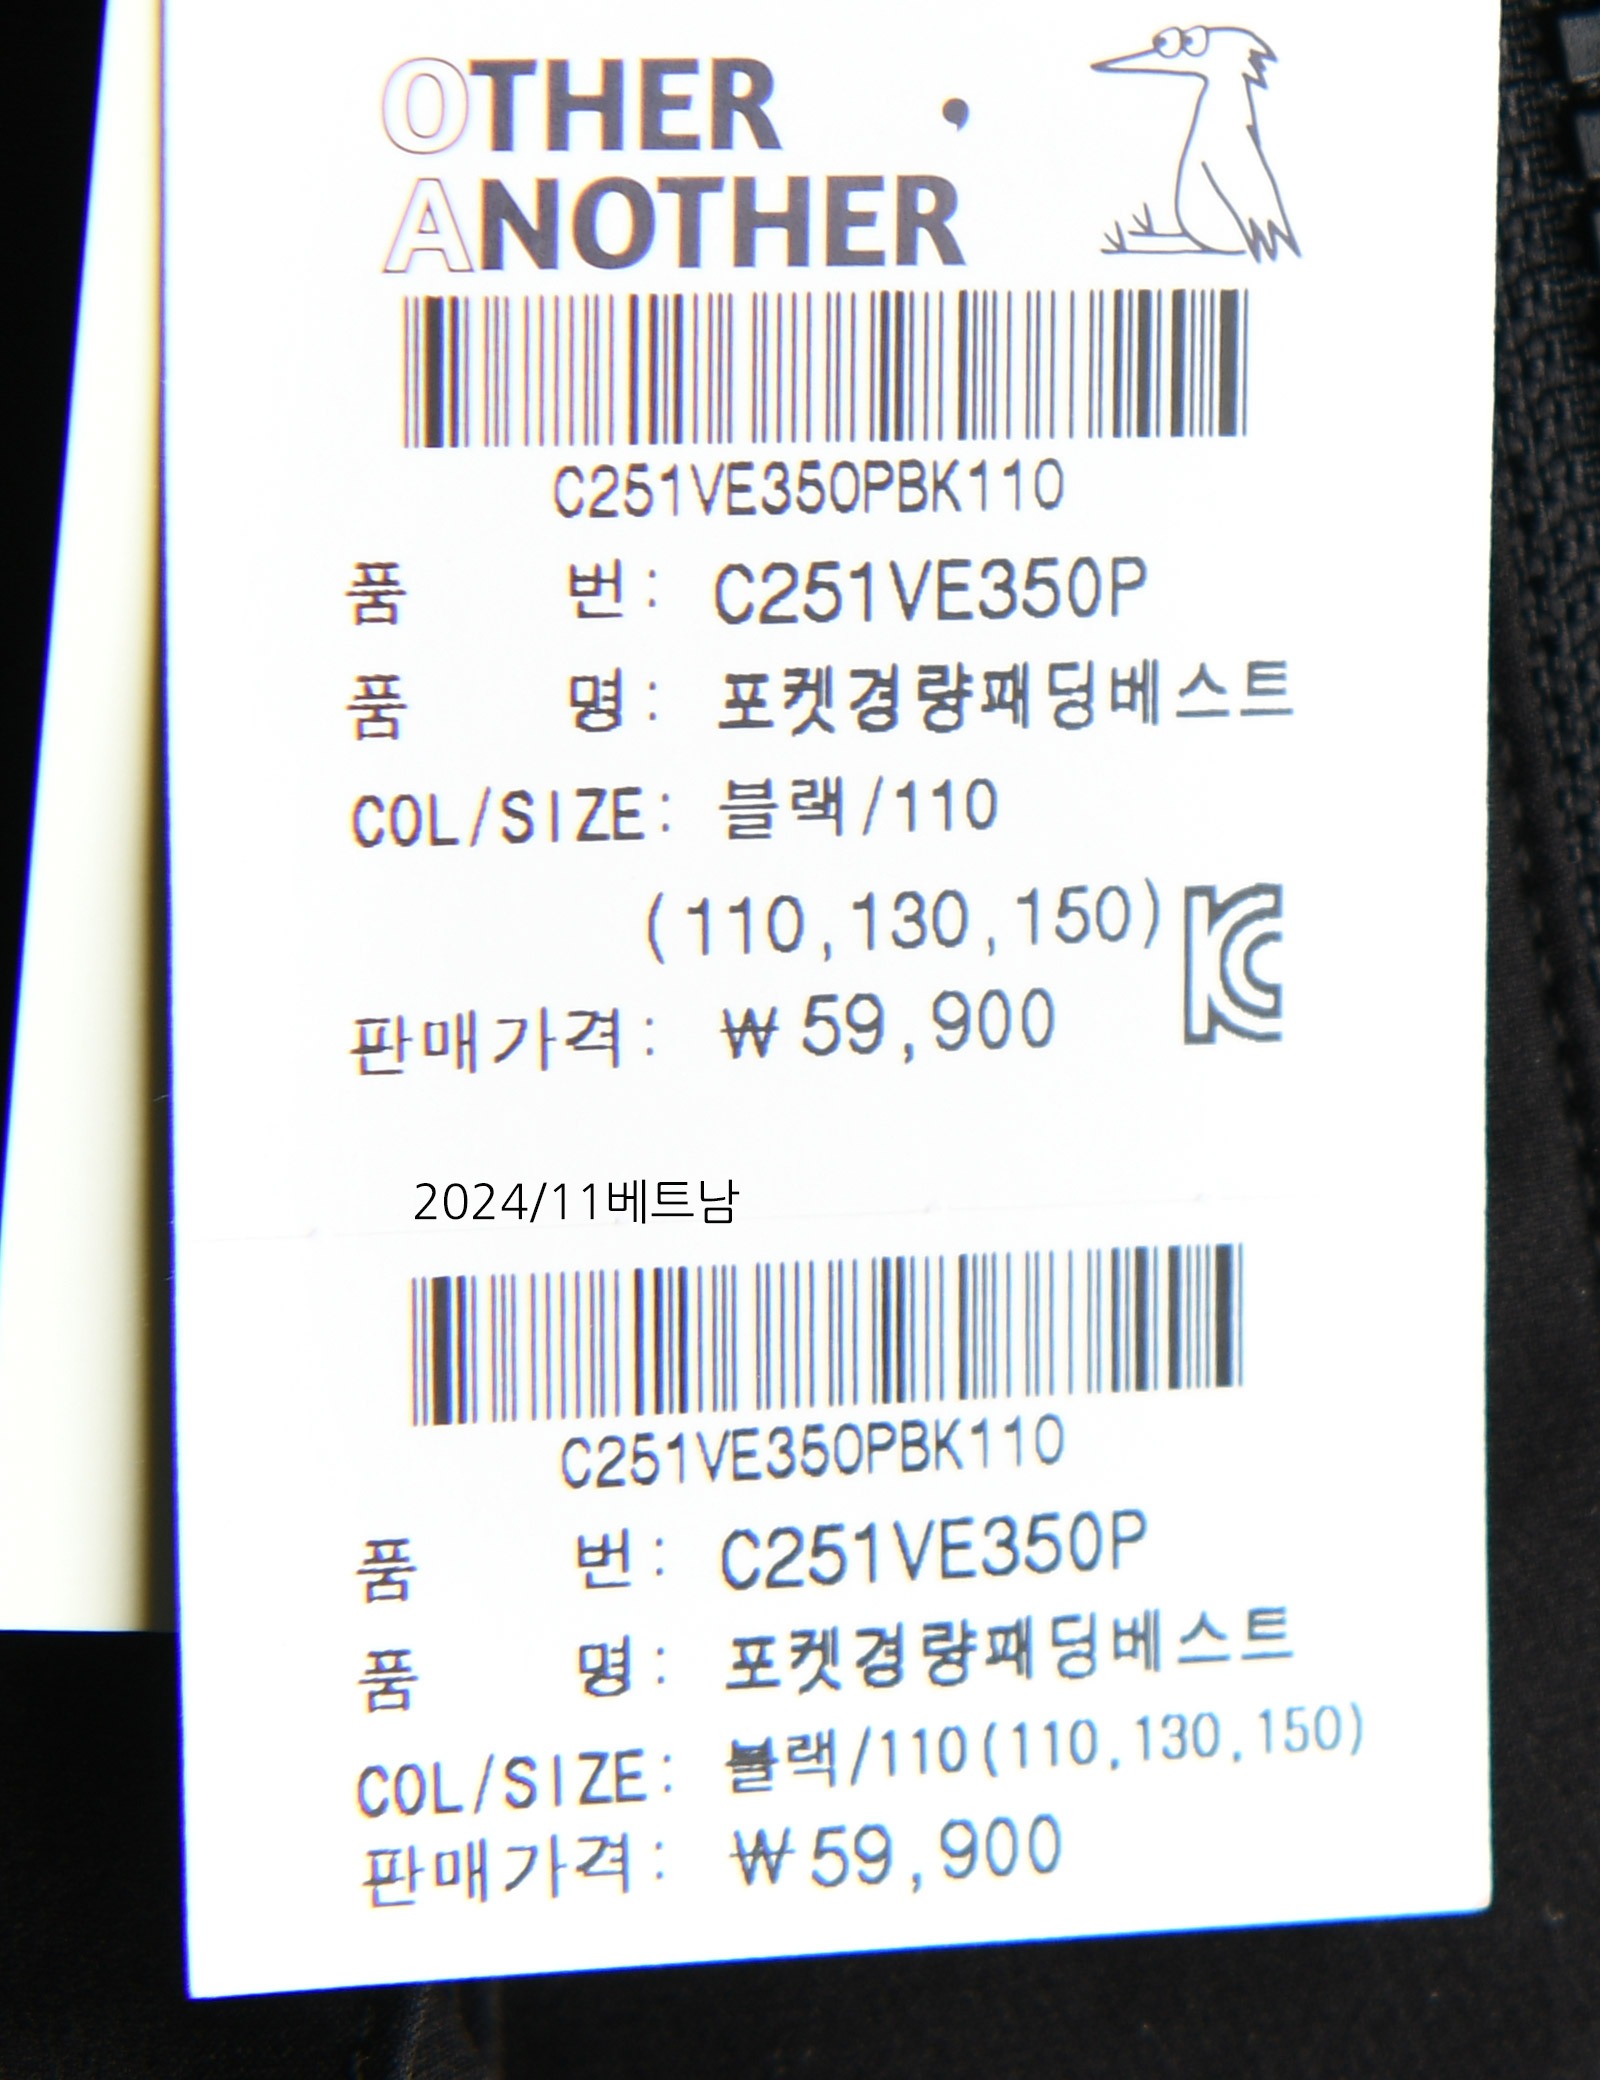 OTHER
ANOTHER
C251VE350PBK110
품 번: C251VE350P
품 명: 포켓경량패딩베스트
COL/SIZE: 블랙/110
(110,130,150)
판매가격: ₩59,900
2024/11베트남
C251VE350PBK110
품 번: C251VE350P
품 명: 포켓경량패딩베스트
COL/SIZE: 블랙/110(110,130,150)
판매가격: ₩59,900